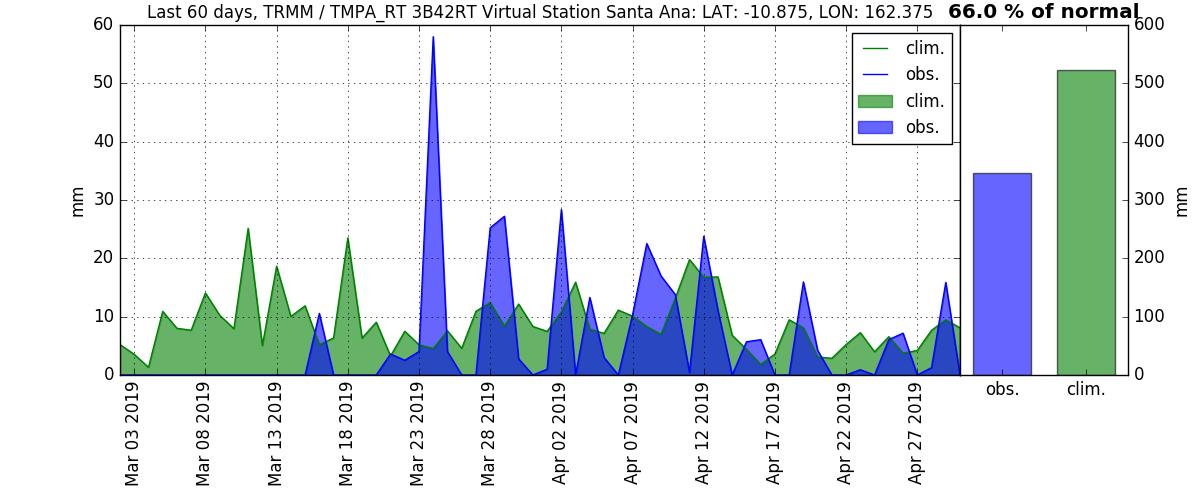 Last 60 days, TRMM / TMPA_RT 3B42RT Virtual Station Santa Ana: LAT: -10.875, LON: 162.375
66.0 % of normal
60
50
40
30
20
10
0
mm
clim.
obs.
clim.
obs.
600
500
400
300
200
100
0
mm
Mar 03 2019
Mar 08 2019
Mar 13 2019
Mar 18 2019
Mar 23 2019
Mar 28 2019
Apr 02 2019
Apr 07 2019
Apr 12 2019
Apr 17 2019
Apr 22 2019
Apr 27 2019
obs.
clim.